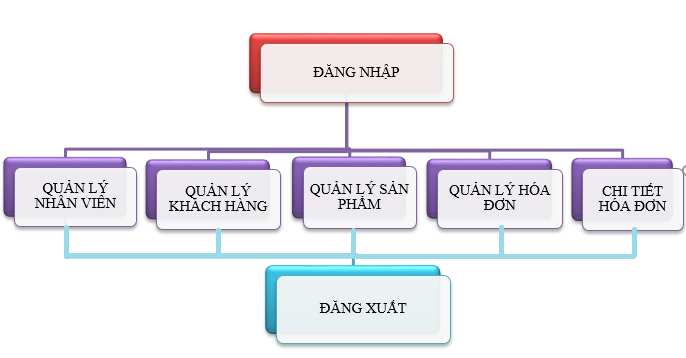 ĐĂNG NHẬP
QUẢN LÝ
NHÂN VIÊN
QUẢN LÝ
KHÁCH HÀNG
QUẢN LÝ SẢN
PHẨM
QUẢN LÝ HÓA
ĐƠN
CHI TIẾT
HÓA ĐƠN
ĐĂNG XUẤT